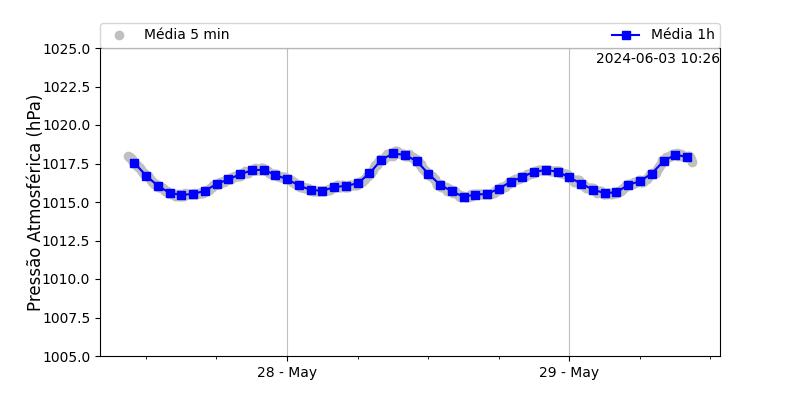 Média 5 min
Média 1h
2024-06-03 10:26
Pressão Atmosférica (hPa)
1025.0
1022.5
1020.0
1017.5
1015.0
1012.5
1010.0
1007.5
1005.0
28 - May
29 - May